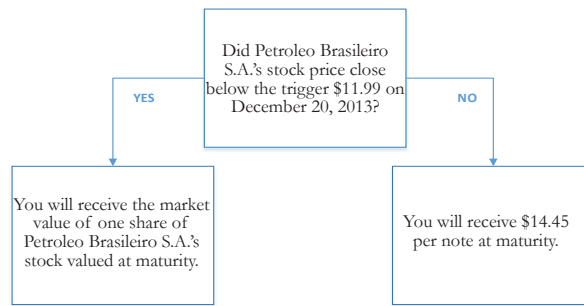 Did Petroleo Brasileiro
S.A.'s stock price close
below the trigger $11.99 on
December 20, 2013?
YES
NO
You will receive the market
value of one share of
Petroleo Brasileiro S.A.'s
stock valued at maturity.
You will receive $14.45
per note at maturity.